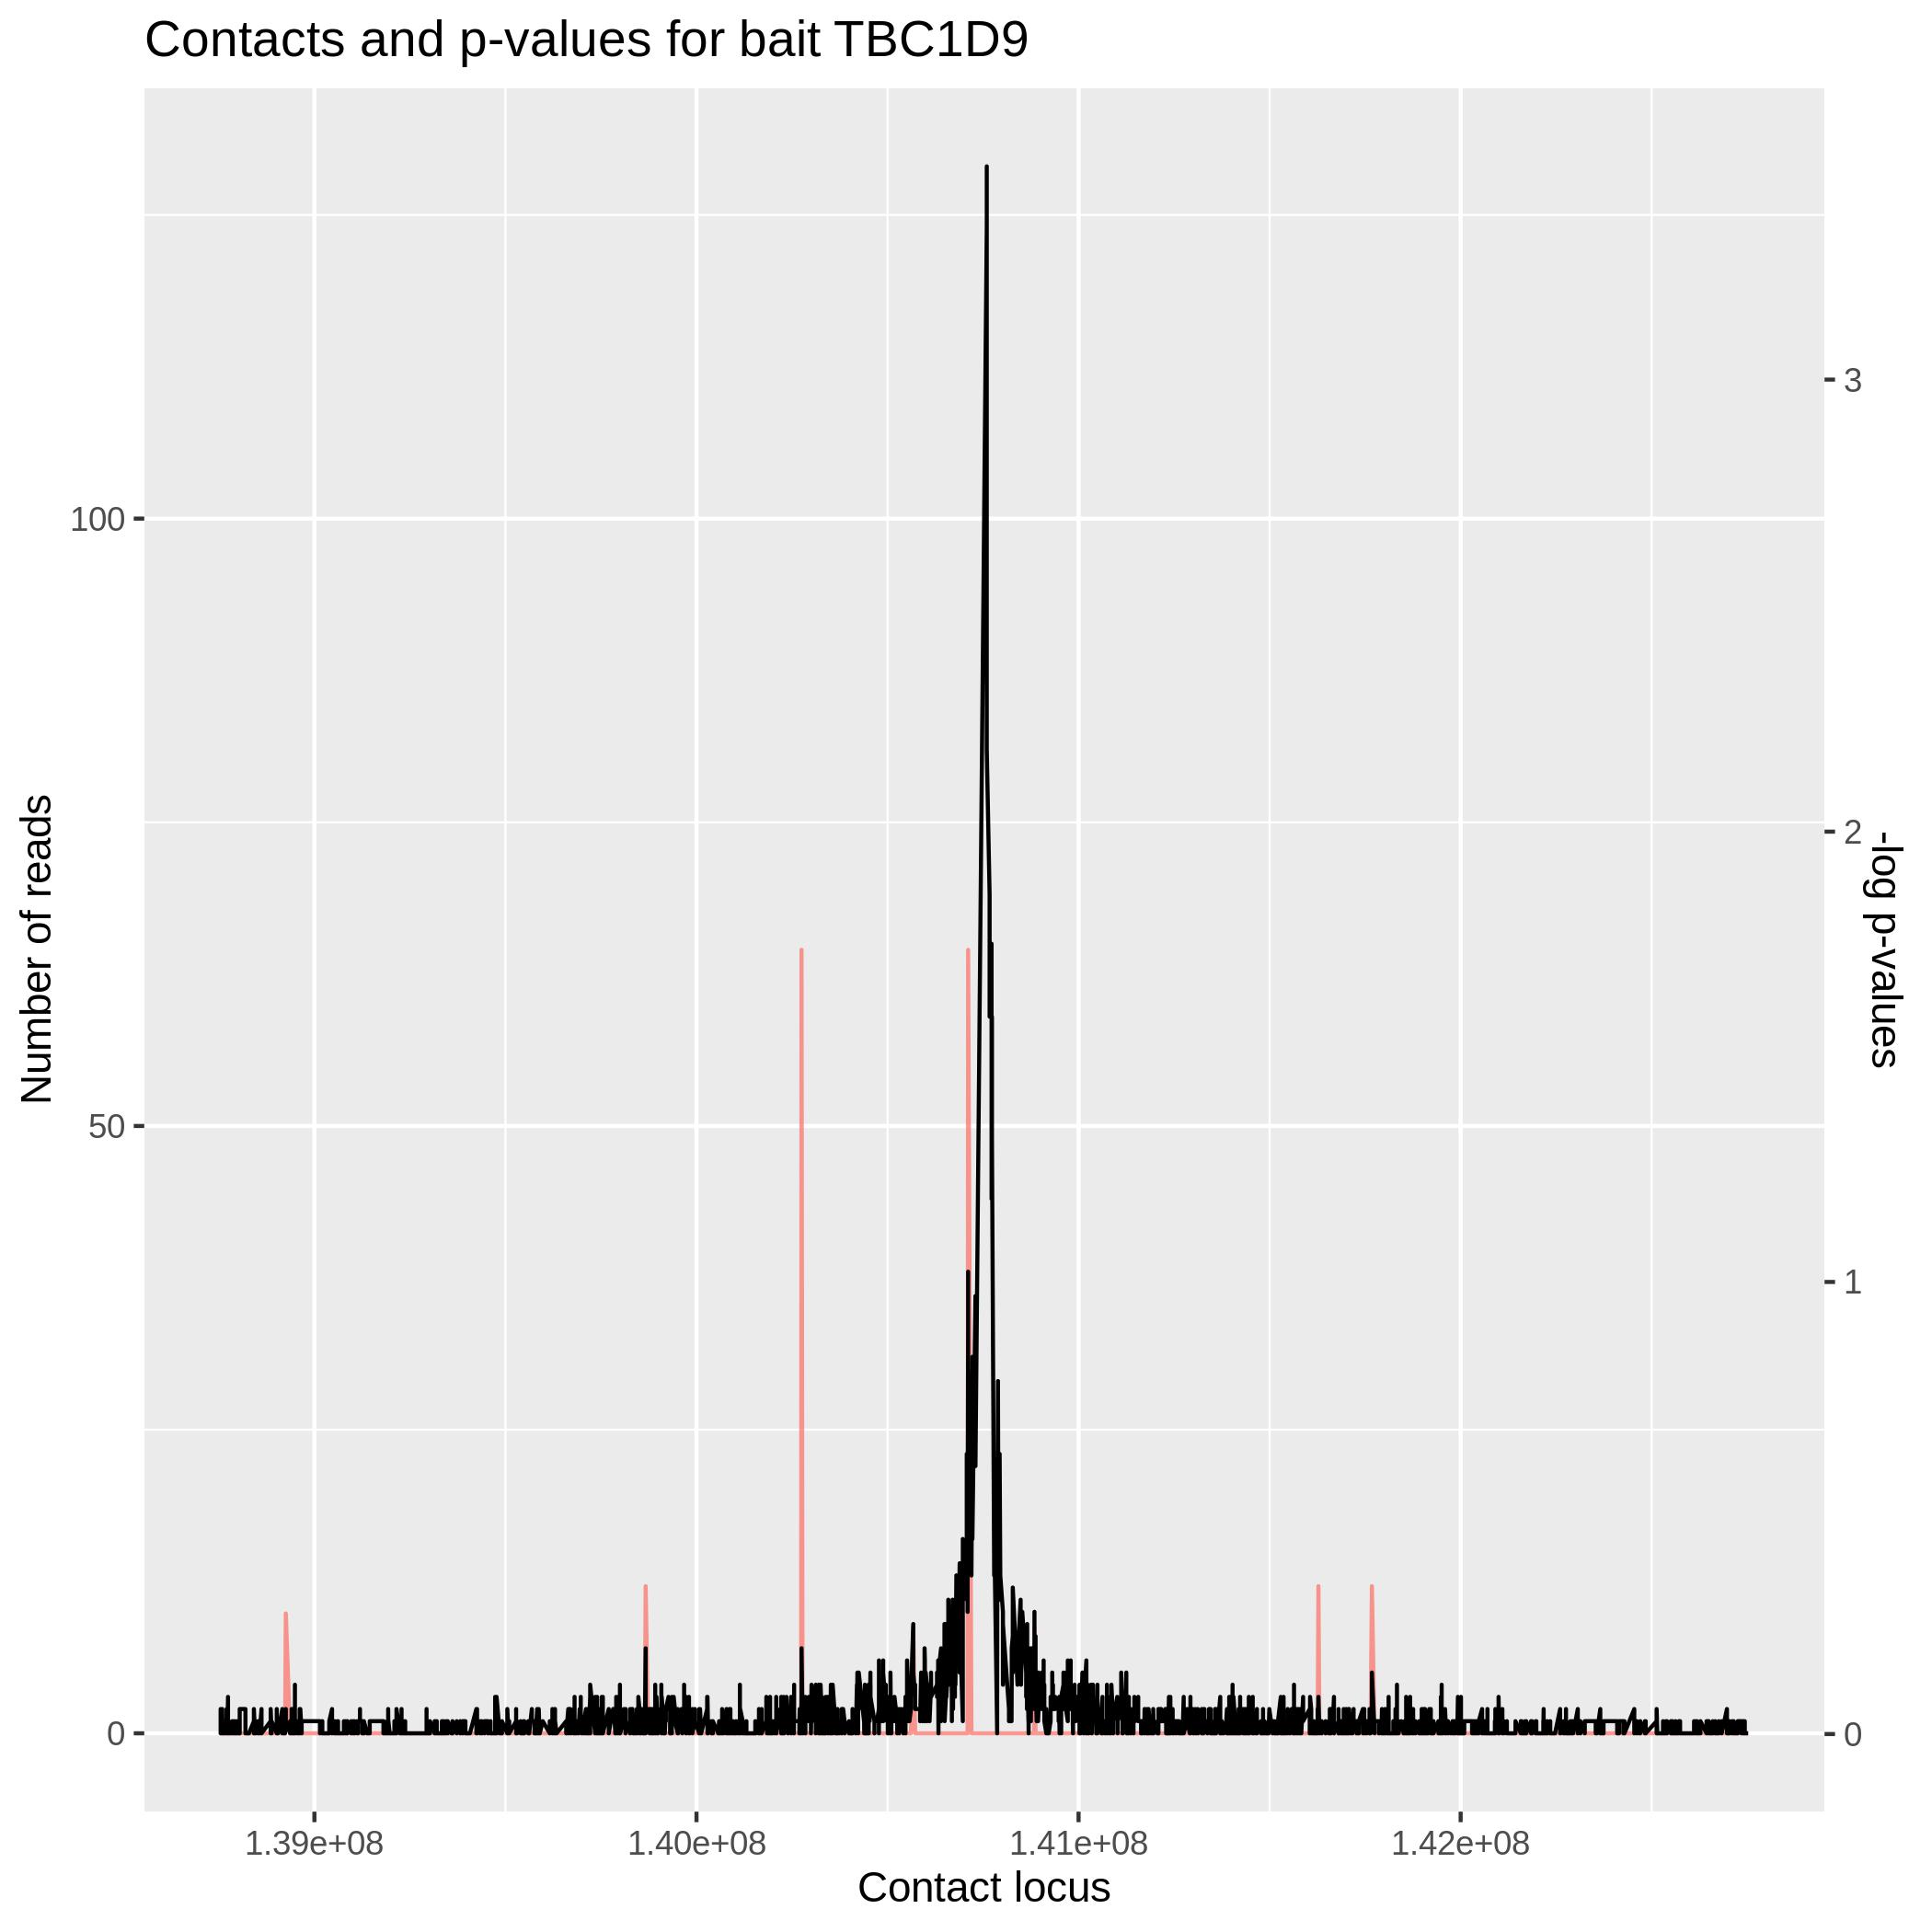 Contacts and p-values for bait TBC1D9
Number of reads
100
50
0
3
2
1
0
-log p-values
1.39e+08
1.40e+08
1.41e+08
1.42e+08
Contact locus